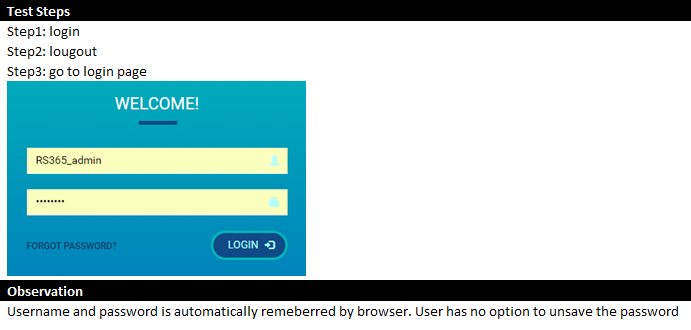 Test Steps
Step1: login
Step2: lougout
Step3: go to login page
WELCOME!
RS365_admin
••••••••
FORGOT PASSWORD?
LOGIN
Observation
Username and password is automatically remeberred by browser. User has no option to unsave the password